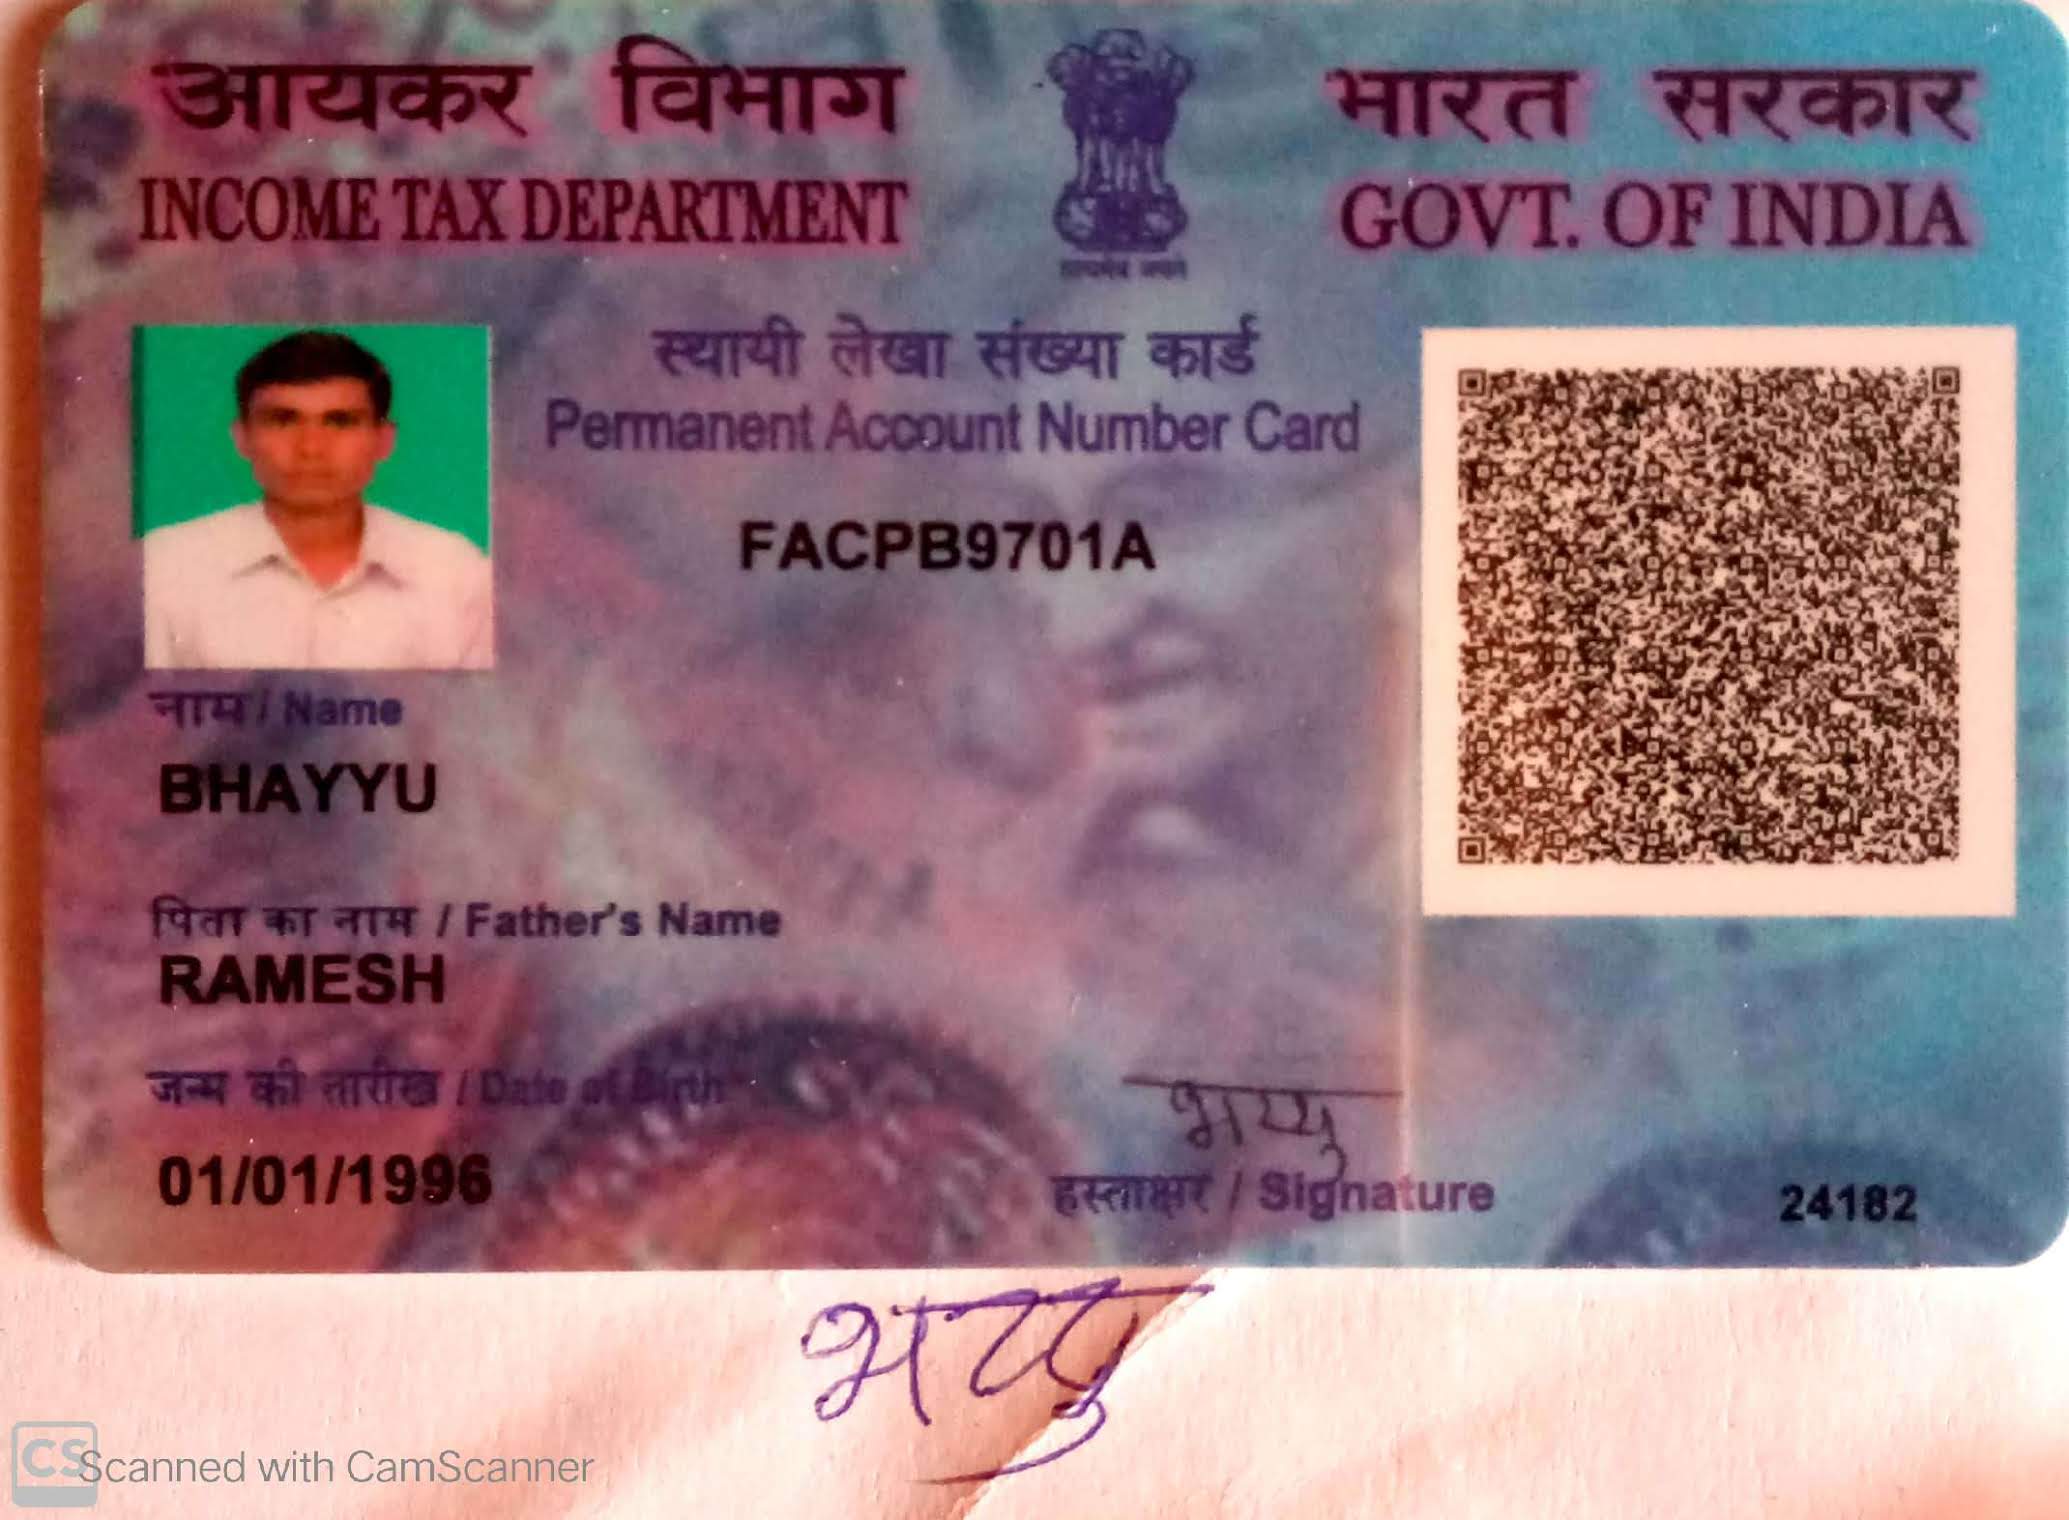 आयकर विभाग
INCOME TAX DEPARTMENT
भारत सरकार
GOVT. OF INDIA
सत्यमेव जयते
स्थायी लेखा संख्या कार्ड
Permanent Account Number Card
FACPB9701A
नाम / Name
BHAYYU
पिता का नाम / Father's Name
RAMESH
जन्म की तारीख / Date of Birth
01/01/1996
भय्यु
हस्ताक्षर / Signature
24182
भय्यु
CS Scanned with CamScanner